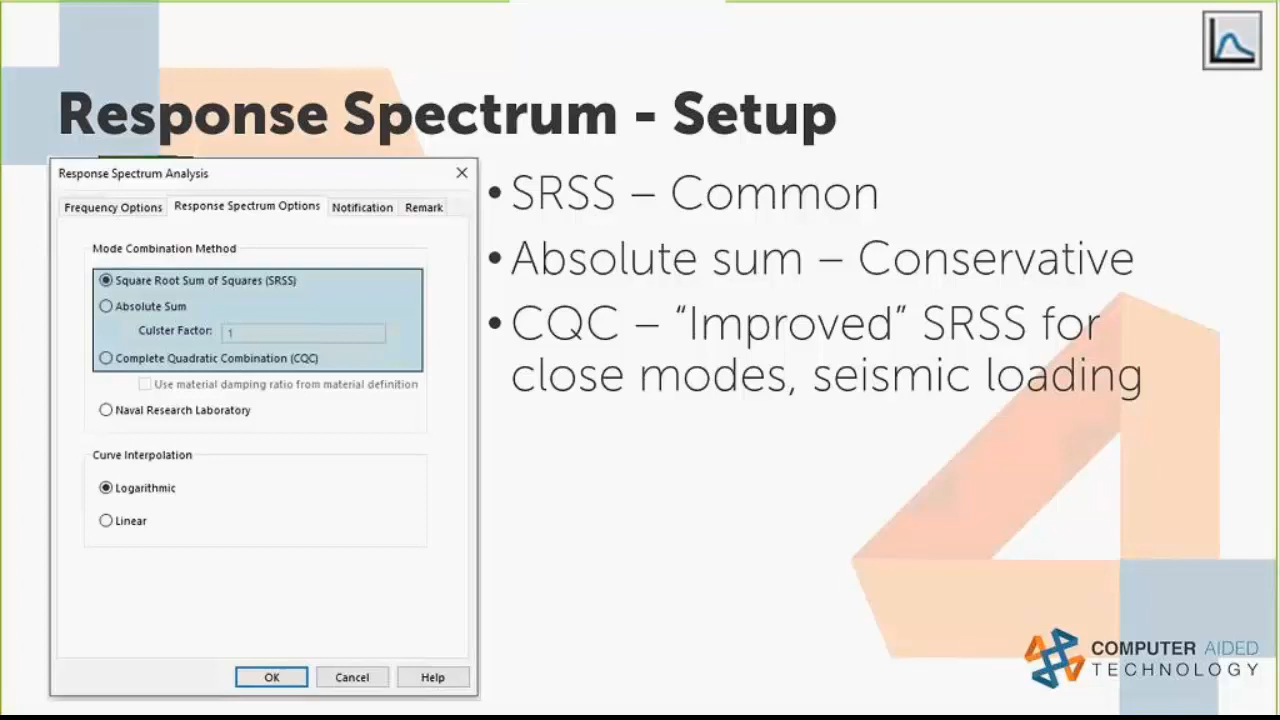 Response Spectrum - Setup
Response Spectrum Analysis
Frequency Options Response Spectrum Options Notification Remark
Mode Combination Method
Square Root Sum of Squares (SRSS)
Absolute Sum
Culster Factor: 1
Complete Quadratic Combination (CQC)
Use material damping ratio from material definition
Naval Research Laboratory
Curve Interpolation
Logarithmic
Linear
OK Cancel Help
• SRSS – Common
• Absolute sum – Conservative
• CQC – “Improved” SRSS for
close modes, seismic loading
COMPUTER AIDED
TECHNOLOGY